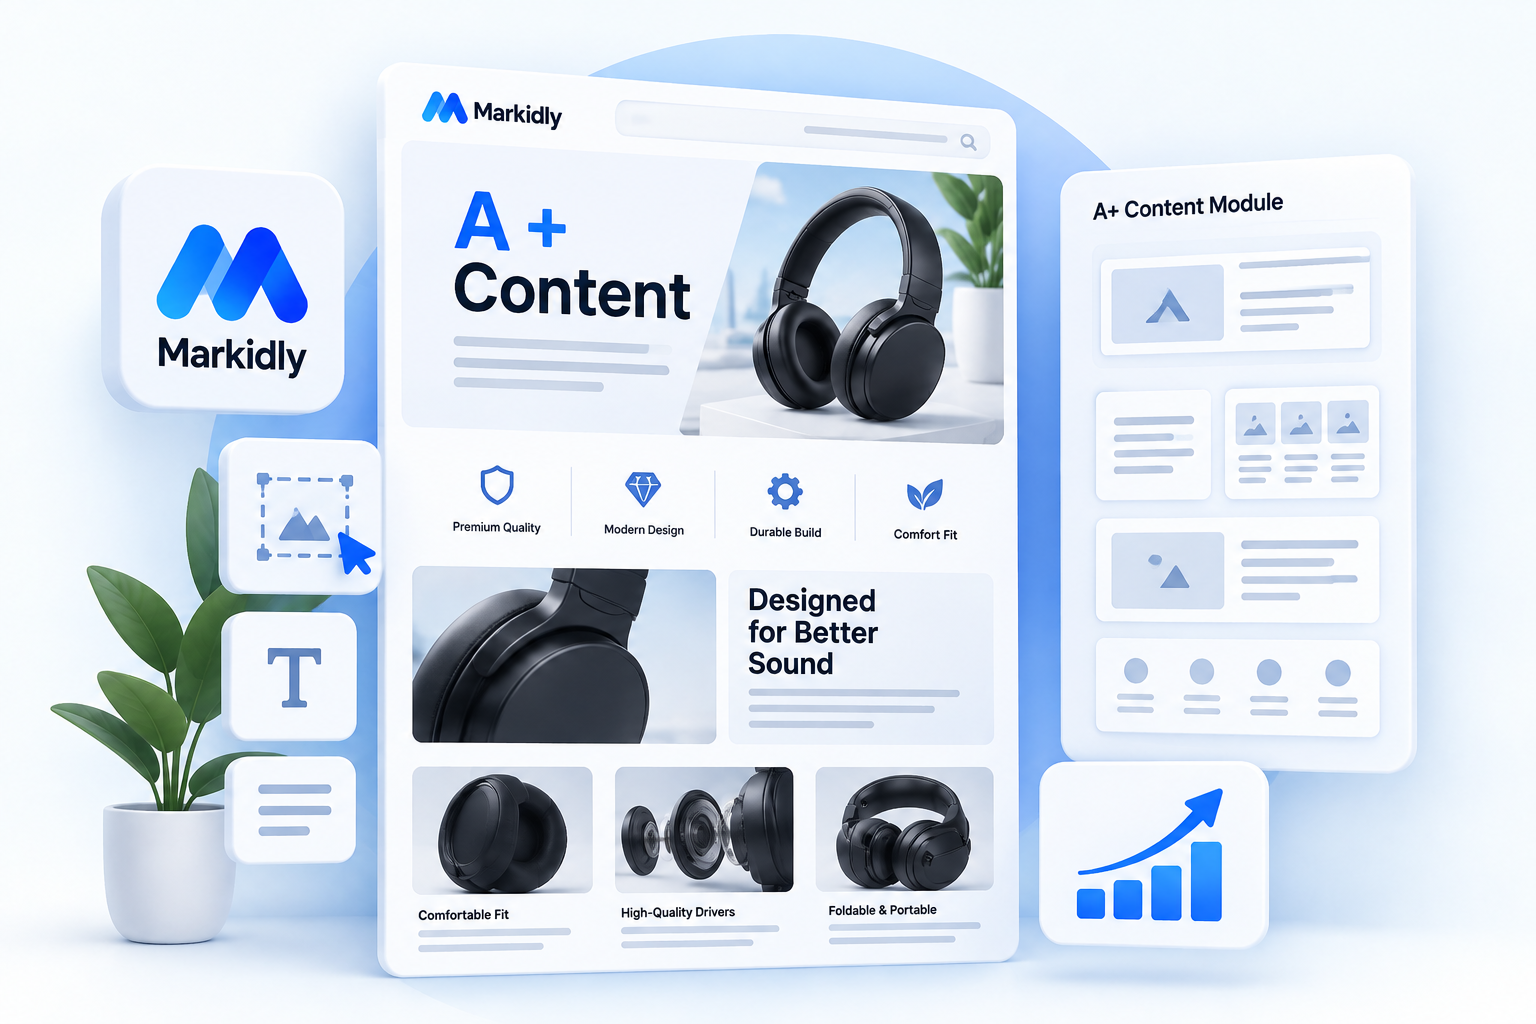 Markidly
A +
Content
Premium Quality
Modern Design
Durable Build
Comfort Fit
Designed
for Better
Sound
Comfortable Fit
High-Quality Drivers
Foldable & Portable
Markidly
T
A+ Content Module